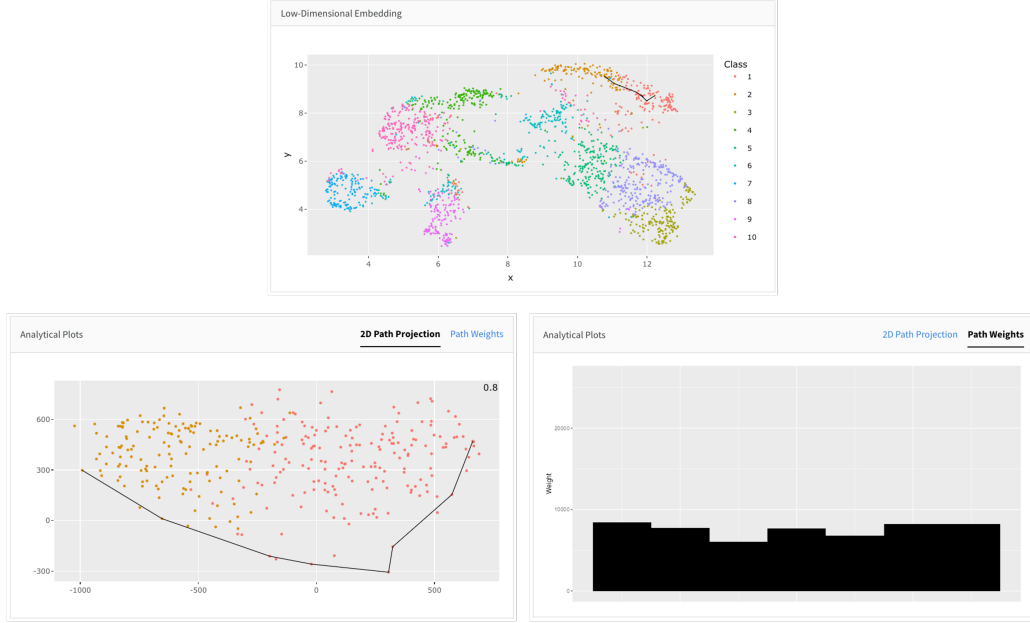 Low-Dimensional Embedding
10
8
6
4
y
4
6
8
10
12
x
Class
1
2
3
4
5
6
7
8
9
10
Analytical Plots
2D Path Projection
Path Weights
0.8
600
300
0
-300
-1000
-500
0
500
Analytical Plots
2D Path Projection
Path Weights
Weight
20000
10000
0